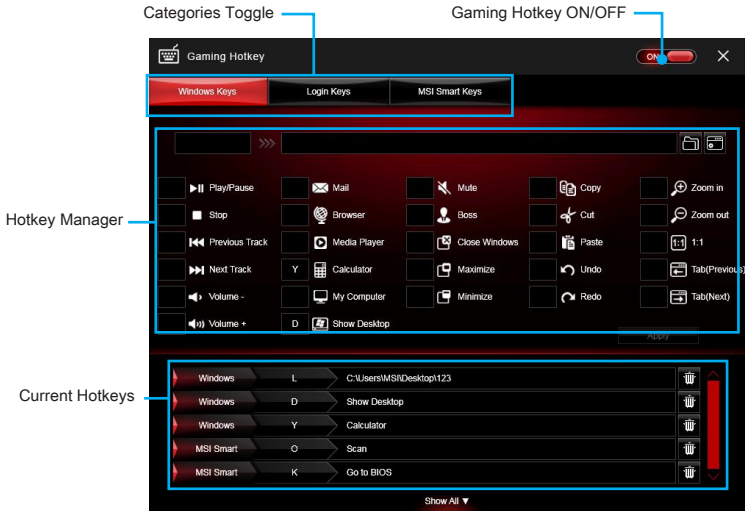 Categories Toggle Gaming Hotkey ON/OFF
Gaming Hotkey ON
Windows Keys Login Keys MSI Smart Keys
Play/Pause Mail Mute Copy Zoom in
Stop Browser Boss Cut Zoom out
Hotkey Manager
Previous Track Media Player Close Windows Paste 1:1 1:1
Next Track Y Calculator Maximize Undo Tab(Previous)
Volume - My Computer Minimize Redo Tab(Next)
Volume + D Show Desktop
Apply
Windows L C:\Users\MSI\Desktop\123
Current Hotkeys
Windows D Show Desktop
Windows Y Calculator
MSI Smart O Scan
MSI Smart K Go to BIOS
Show All ▼